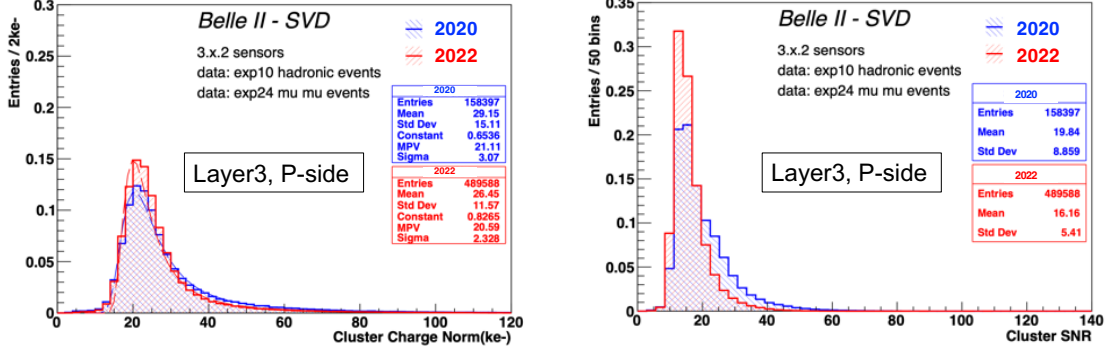 Belle II - SVD
2020
2022
3.x.2 sensors
data: exp10 hadronic events
data: exp24 mu mu events
2020
Entries 158397
Mean 29.15
Std Dev 15.11
Constant 0.6536
MPV 21.11
Sigma 3.07
2022
Entries 489588
Mean 26.45
Std Dev 11.57
Constant 0.8265
MPV 20.59
Sigma 2.328
Layer3, P-side
Entries / 2ke-
0.3
0.25
0.2
0.15
0.1
0.05
0
0 20 40 60 80 100 120
Cluster Charge Norm(ke-)
Belle II - SVD
2020
2022
3.x.2 sensors
data: exp10 hadronic events
data: exp24 mu mu events
2020
Entries 158397
Mean 19.84
Std Dev 8.859
2022
Entries 489588
Mean 16.16
Std Dev 5.41
Layer3, P-side
Entries / 50 bins
0.35
0.3
0.25
0.2
0.15
0.1
0.05
0
0 20 40 60 80 100 120 140
Cluster SNR